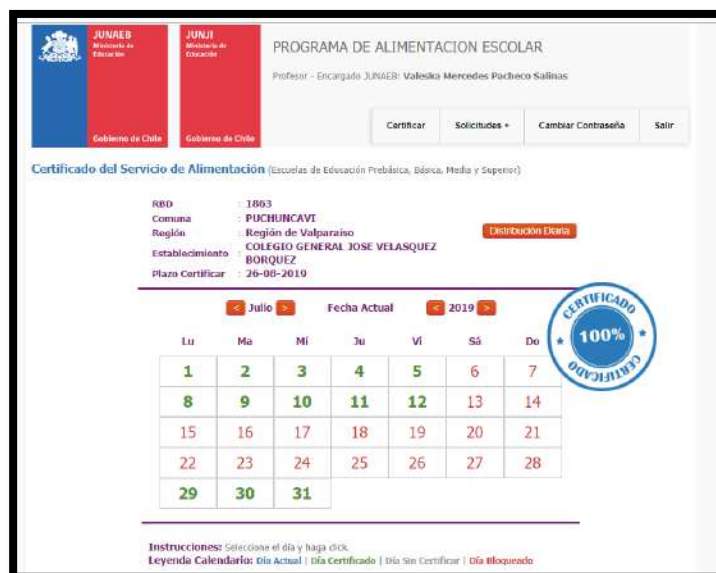 JUNAEB
Ministerio de
Educación
Gobierno de Chile
JUNJI
Ministerio de
Educación
Gobierno de Chile
PROGRAMA DE ALIMENTACION ESCOLAR
Profesor - Encargado JUNAEB: Valeska Mercedes Pacheco Salinas
Certificar Solicitudes + Cambiar Contraseña Salir
Certificado del Servicio de Alimentación (Escuelas de Educación Prebásica, Básica, Media y Superior)
RBD : 1863
Comuna : PUCHUNCAVI
Región : Región de Valparaíso
Distribución Diaria
Establecimiento : COLEGIO GENERAL JOSE VELASQUEZ
BORQUEZ
Plazo Certificar : 26-08-2019
< Julio > Fecha Actual < 2019 >
CERTIFICADO
100%
CERTIFICADO
Lu Ma Mi Ju Vi Sá Do
1 2 3 4 5 6 7
8 9 10 11 12 13 14
15 16 17 18 19 20 21
22 23 24 25 26 27 28
29 30 31
Instrucciones: Seleccione el día y haga click.
Leyenda Calendario: Día Actual | Día Certificado | Día Sin Certificar | Día Bloqueado